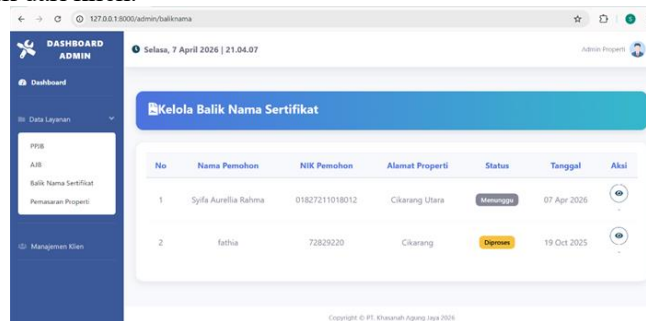 127.0.0.1:8000/admin/baliknama
DASHBOARD
ADMIN
Selasa, 7 April 2026 | 21.04.07
Admin Properti
Dashboard
Data Layanan
PPJB
AJB
Balik Nama Sertifikat
Pemasaran Properti
Manajemen Klien
Kelola Balik Nama Sertifikat
No Nama Pemohon NIK Pemohon Alamat Properti Status Tanggal Aksi
1 Syifa Aurellia Rahma 01827211018012 Cikarang Utara Menunggu 07 Apr 2026 -
2 fathia 72829220 Cikarang Diproses 19 Oct 2025 -
Copyright © PT. Khasanah Agung Jaya 2026